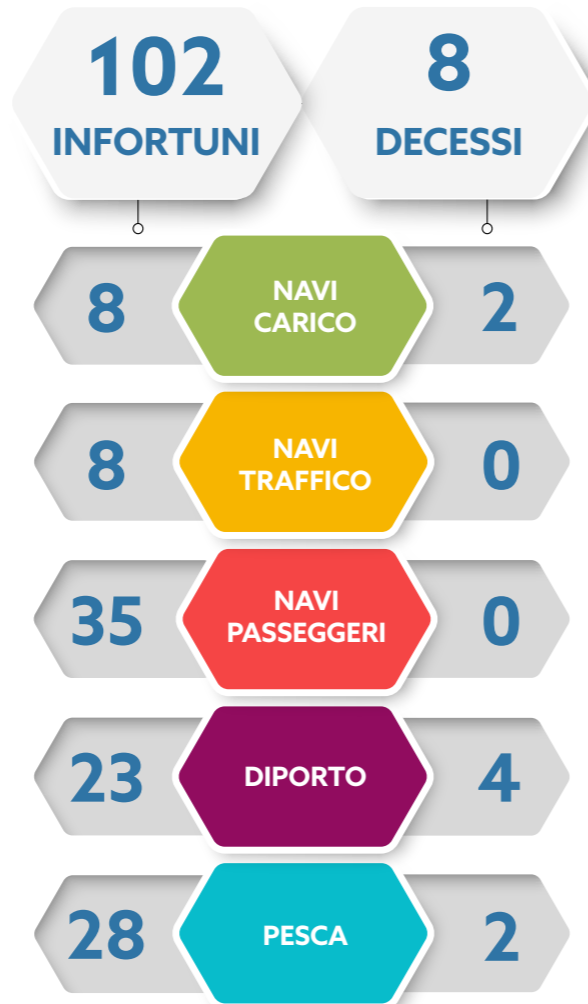 102
INFORTUNI
8
DECESSI
8
NAVI
CARICO
2
8
NAVI
TRAFFICO
0
35
NAVI
PASSEGGERI
0
23
DIPORTO
4
28
PESCA
2